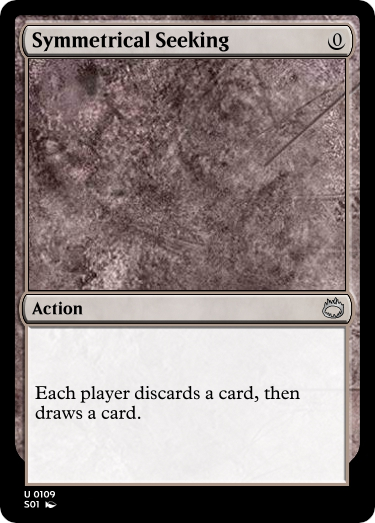 Symmetrical Seeking 0
Action
Each player discards a card, then
draws a card.
U 0109
S01